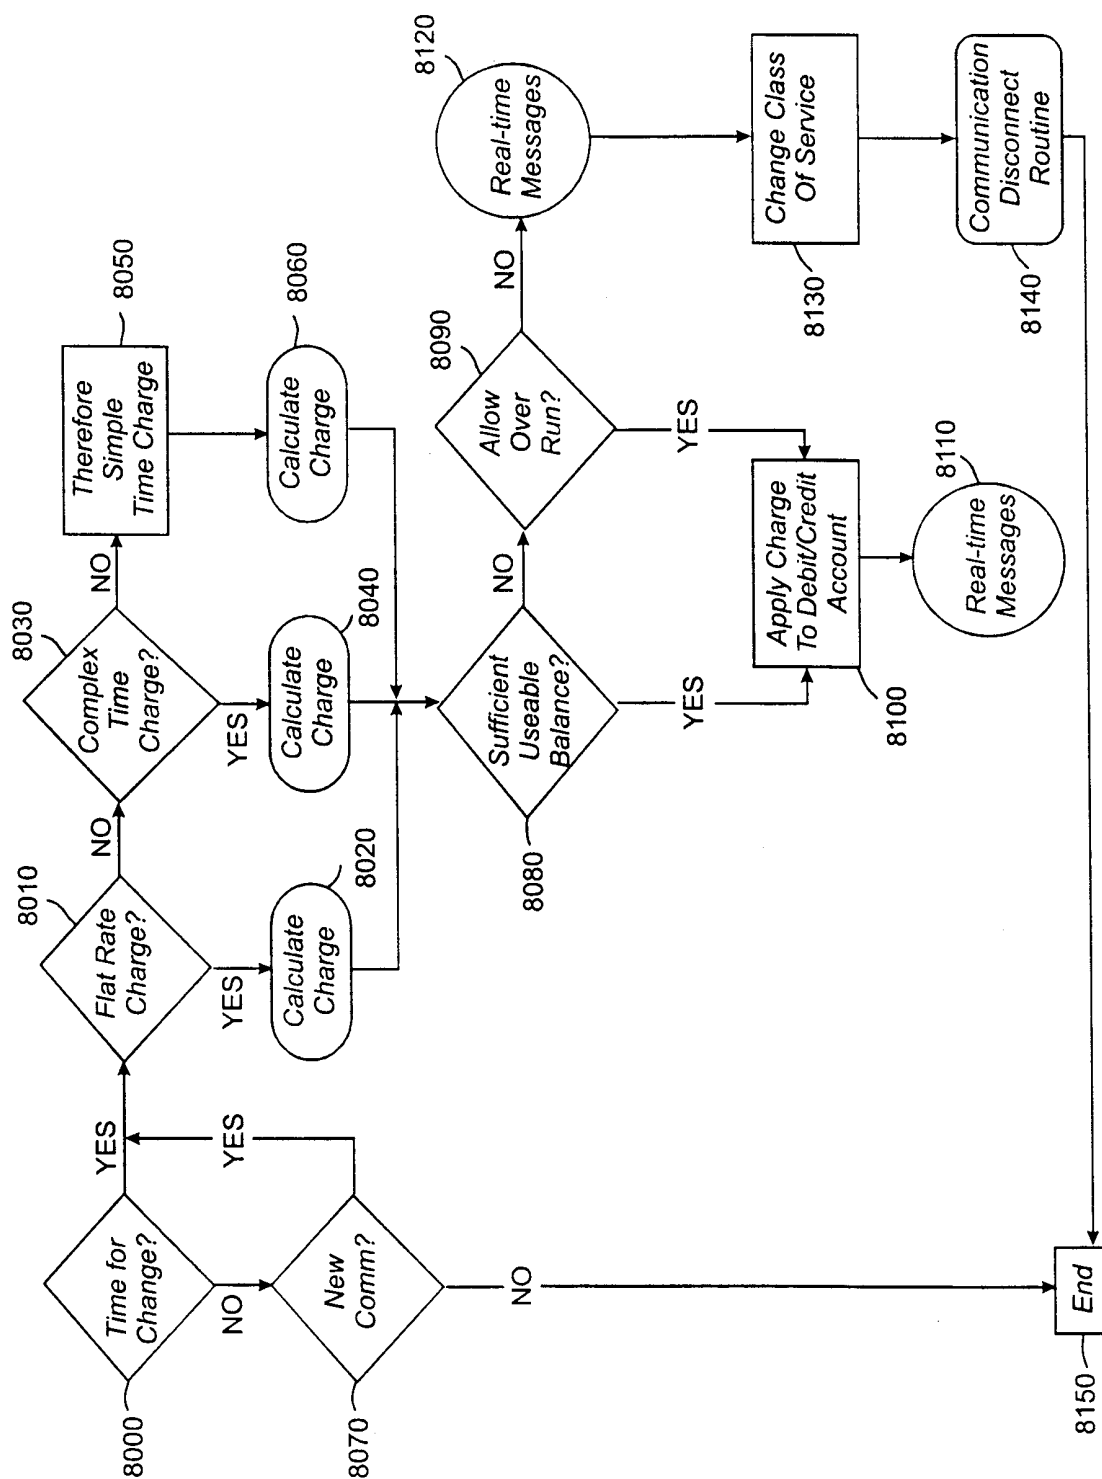 8000
Time for
Change?
YES
NO
8070
New
Comm?
YES
NO
8010
Flat Rate
Charge?
NO
YES
8020
Calculate
Charge
8030
Complex
Time
Charge?
NO
YES
8040
Calculate
Charge
8050
Therefore
Simple
Time Charge
8060
Calculate
Charge
8080
Sufficient
Useable
Balance?
NO
YES
8090
Allow
Over
Run?
NO
YES
8100
Apply Charge
To Debit/Credit
Account
8110
Real-time
Messages
8120
Real-time
Messages
8130
Change Class
Of Service
8140
Communication
Disconnect
Routine
8150
End